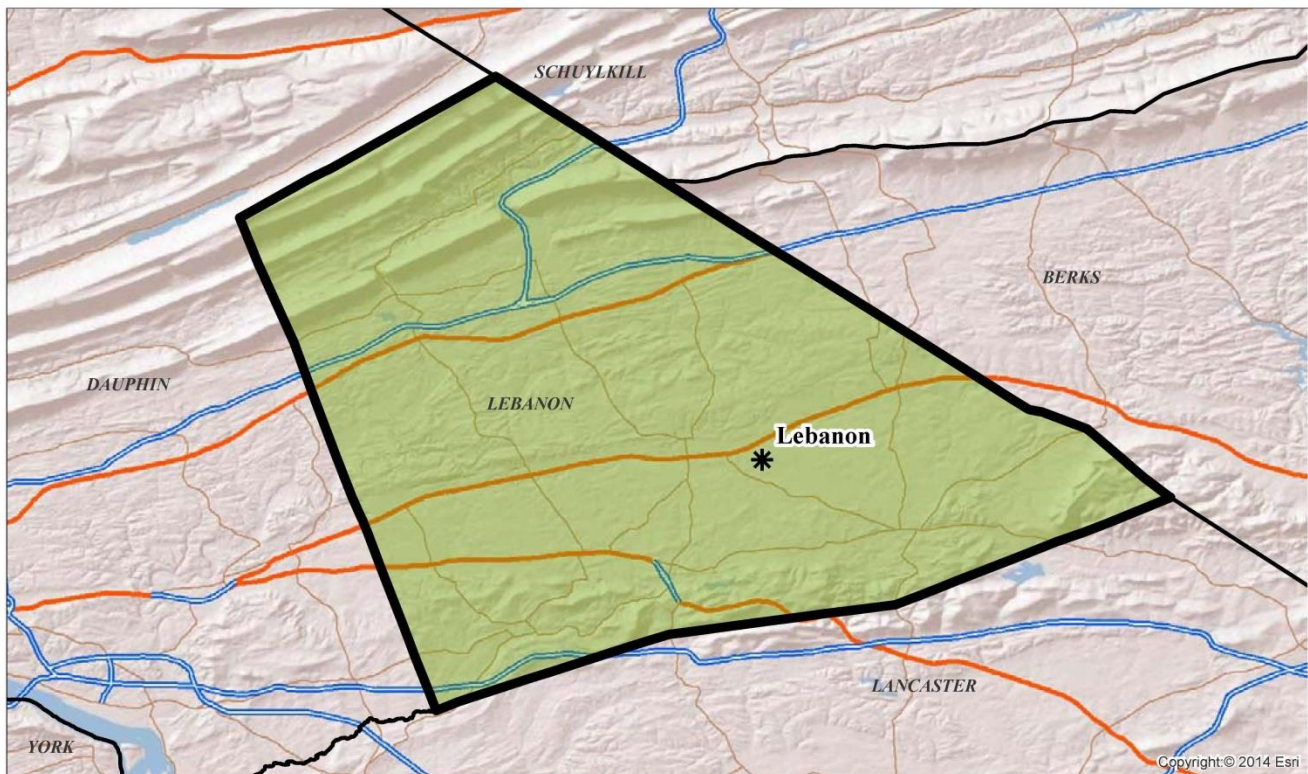 SCHUYLKILL
BERKS
DAUPHIN
LEBANON
Lebanon
LANCASTER
YORK
Copyright:© 2014 Esri